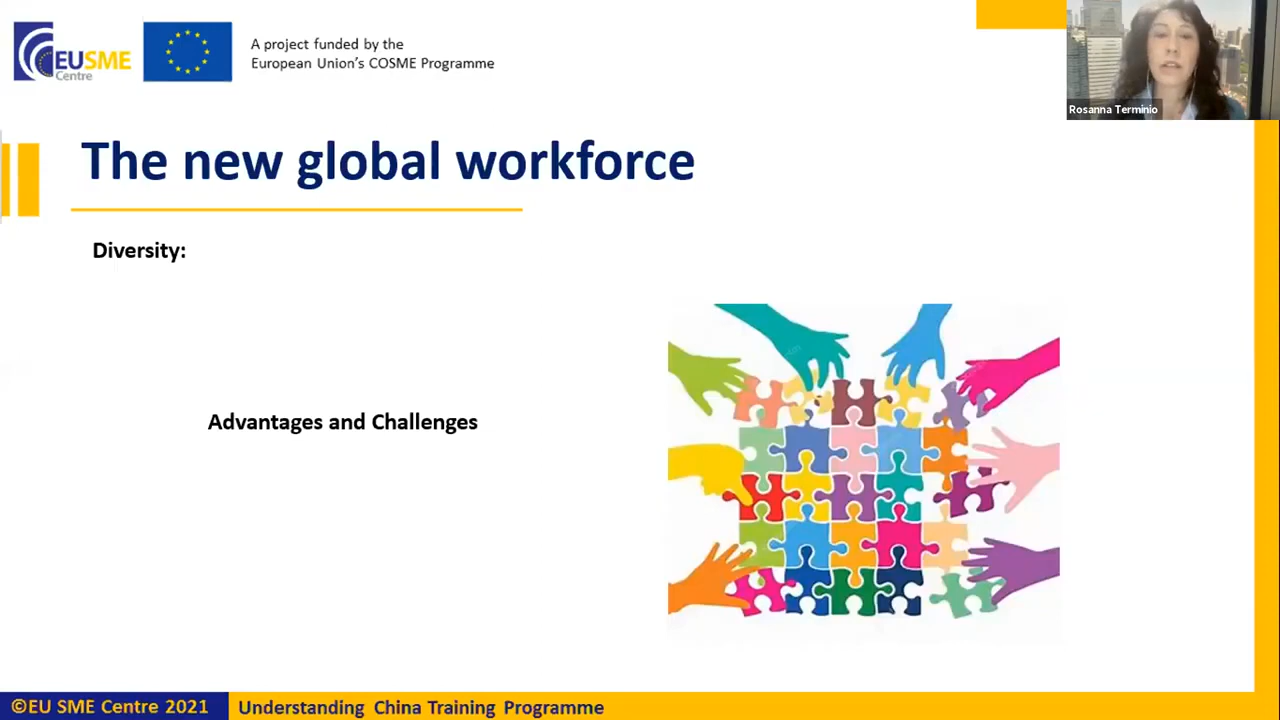 EUSME
Centre
A project funded by the
European Union's COSME Programme
Rosanna Terminio
The new global workforce
Diversity:
Advantages and Challenges
©EU SME Centre 2021
Understanding China Training Programme